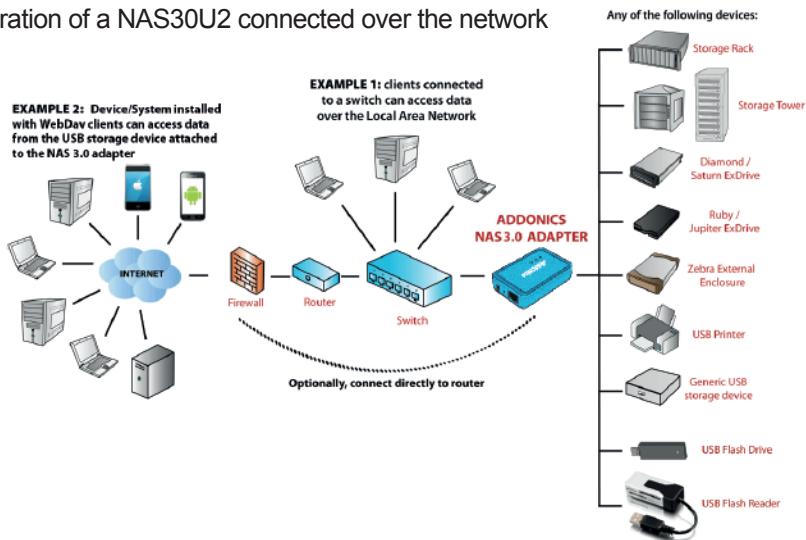 ration of a NAS30U2 connected over the network
Any of the following devices:
EXAMPLE 2: Device/System installed
with WebDav clients can access data
from the USB storage device attached
to the NAS 3.0 adapter
EXAMPLE 1: clients connected
to a switch can access data
over the Local Area Network
INTERNET
Firewall
Router
Switch
ADDONICS
NAS3.0 ADAPTER
Optionally, connect directly to router
Storage Rack
Storage Tower
Diamond /
Saturn ExDrive
Ruby /
Jupiter ExDrive
Zebra External
Enclosure
USB Printer
Generic USB
storage device
USB Flash Drive
USB Flash Reader